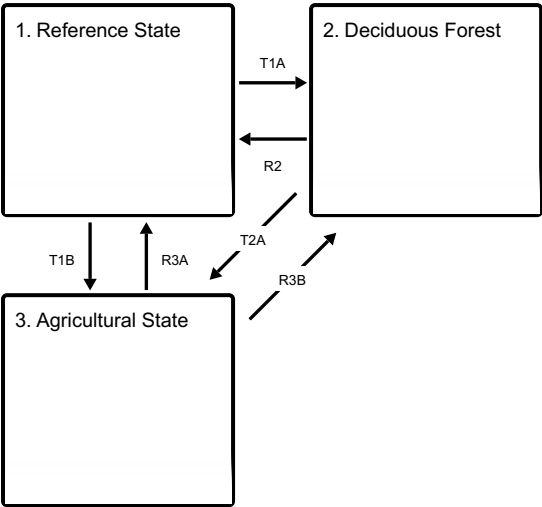 1. Reference State
2. Deciduous Forest
T1A
R2
T1B
R3A
T2A
R3B
3. Agricultural State